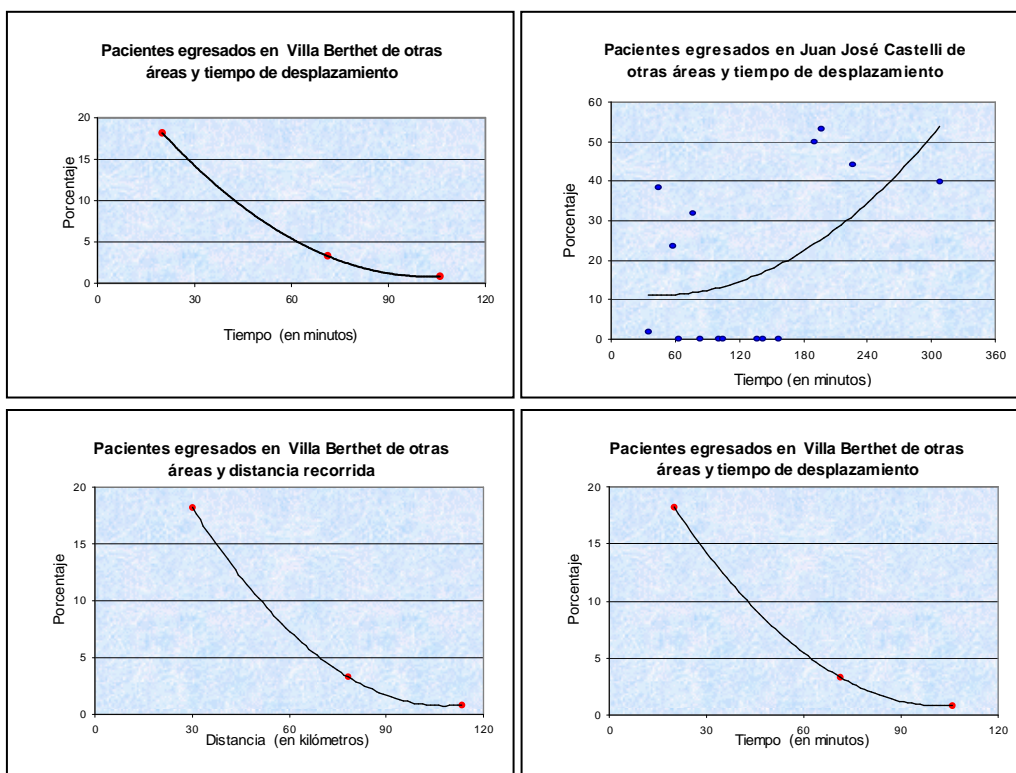 Pacientes egresados en Villa Berthet de otras
áreas y tiempo de desplazamiento
20
15
10
5
0
Porcentaje
0 30 60 90 120
Tiempo (en minutos)
Pacientes egresados en Juan José Castelli de
otras áreas y tiempo de desplazamiento
60
50
40
30
20
10
0
Porcentaje
0 60 120 180 240 300 360
Tiempo (en minutos)
Pacientes egresados en Villa Berthet de otras
áreas y distancia recorrida
20
15
10
5
0
Porcentaje
0 30 60 90 120
Distancia (en kilómetros)
Pacientes egresados en Villa Berthet de otras
áreas y tiempo de desplazamiento
20
15
10
5
0
Porcentaje
0 30 60 90 120
Tiempo (en minutos)